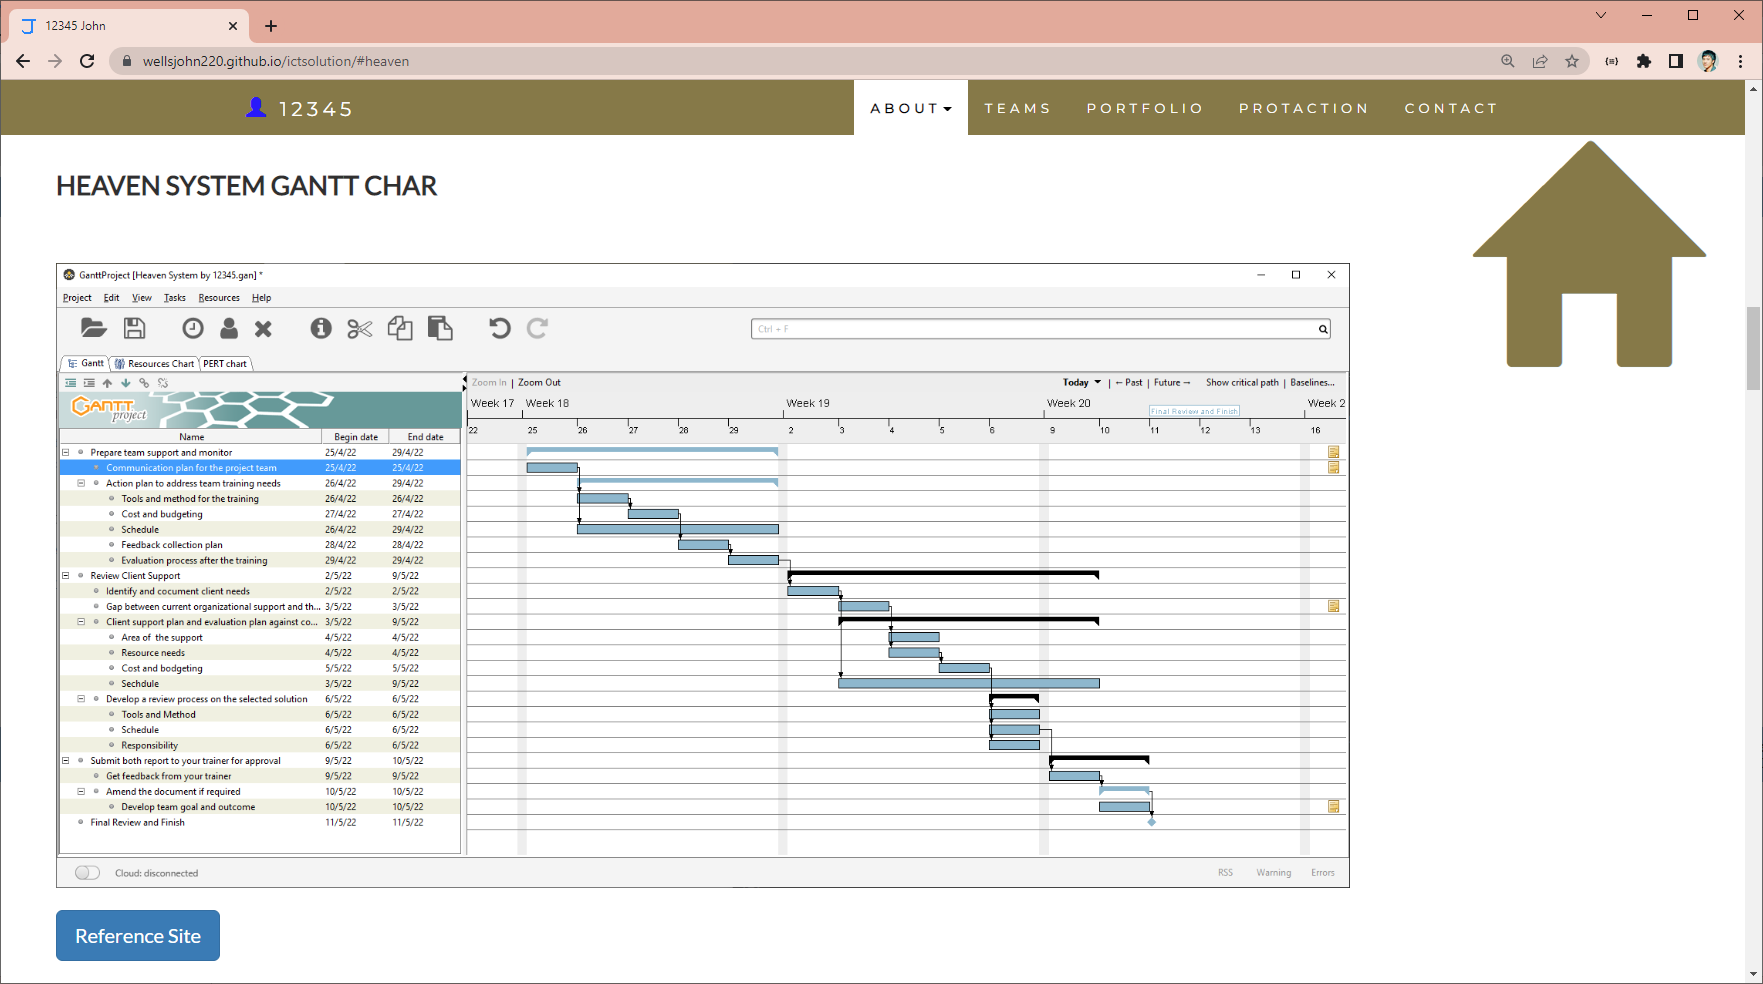 12345 John
wellsjohn220.github.io/ictsolution/#heaven
12345
ABOUT TEAMS PORTFOLIO PROTACTION CONTACT
HEAVEN SYSTEM GANTT CHAR
GanttProject [Heaven System by 12345.gan] *
Project Edit View Tasks Resources Help
Ctrl + F
Gantt Resources Chart PERT chart
Zoom In | Zoom Out Today | ← Past | Future → Show critical path | Baselines...
GANTT project
Week 17 Week 18 Week 19 Week 20 Week 2
Final Review and Finish
22 25 26 27 28 29 2 3 4 5 6 9 10 11 12 13 16
Name Begin date End date
Prepare team support and monitor 25/4/22 29/4/22
Communication plan for the project team 25/4/22 25/4/22
Action plan to address team training needs 26/4/22 29/4/22
Tools and method for the training 26/4/22 26/4/22
Cost and budgeting 27/4/22 27/4/22
Schedule 26/4/22 29/4/22
Feedback collection plan 28/4/22 28/4/22
Evaluation process after the training 29/4/22 29/4/22
Review Client Support 2/5/22 9/5/22
Identify and cocument client needs 2/5/22 2/5/22
Gap between current organizational support and th... 3/5/22 3/5/22
Client support plan and evaluation plan against co... 3/5/22 9/5/22
Area of the support 4/5/22 4/5/22
Resource needs 4/5/22 4/5/22
Cost and bodgeting 5/5/22 5/5/22
Sechdule 3/5/22 9/5/22
Develop a review process on the selected solution 6/5/22 6/5/22
Tools and Method 6/5/22 6/5/22
Schedule 6/5/22 6/5/22
Responsibility 6/5/22 6/5/22
Submit both report to your trainer for approval 9/5/22 10/5/22
Get feedback from your trainer 9/5/22 9/5/22
Amend the document if required 10/5/22 10/5/22
Develop team goal and outcome 10/5/22 10/5/22
Final Review and Finish 11/5/22 11/5/22
Cloud: disconnected RSS Warning Errors
Reference Site